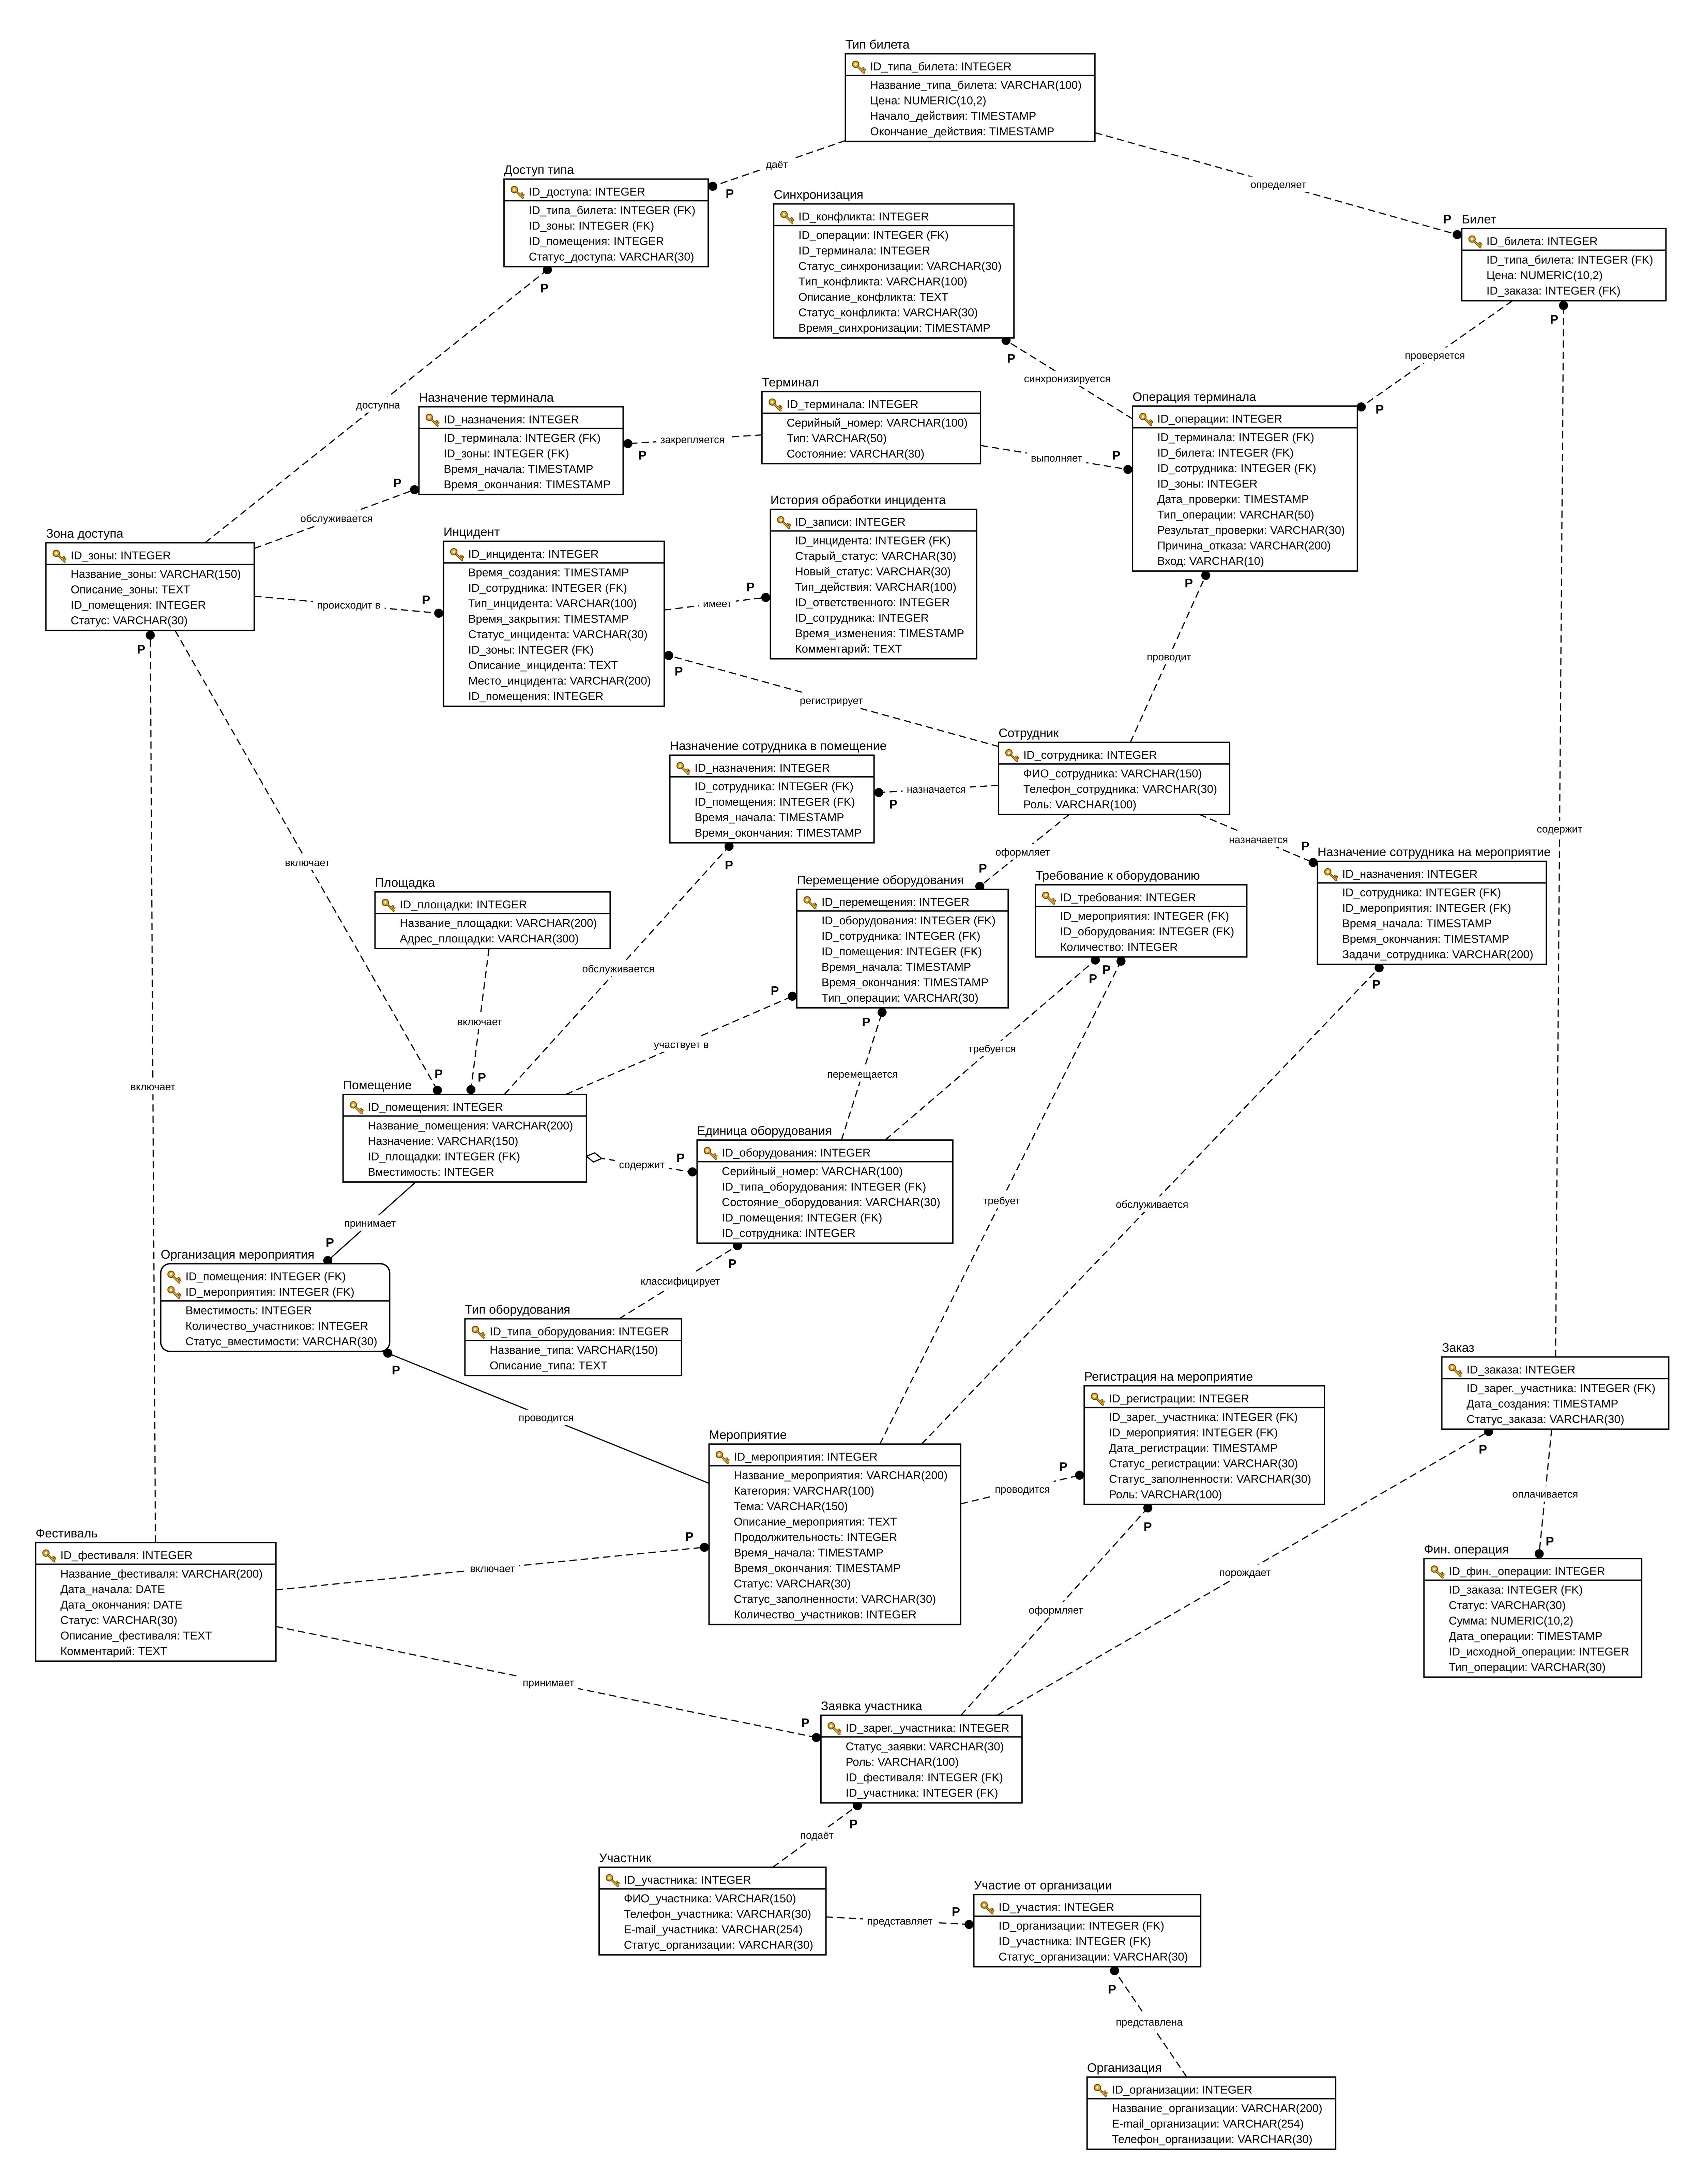 Тип билета
ID_типа_билета: INTEGER
Название_типа_билета: VARCHAR(100)
Цена: NUMERIC(10,2)
Начало_действия: TIMESTAMP
Окончание_действия: TIMESTAMP
даёт
P
определяет
P
Доступ типа
ID_доступа: INTEGER
ID_типа_билета: INTEGER (FK)
ID_зоны: INTEGER (FK)
ID_помещения: INTEGER
Статус_доступа: VARCHAR(30)
P
доступна
Синхронизация
ID_конфликта: INTEGER
ID_операции: INTEGER (FK)
ID_терминала: INTEGER
Статус_синхронизации: VARCHAR(30)
Тип_конфликта: VARCHAR(100)
Описание_конфликта: TEXT
Статус_конфликта: VARCHAR(30)
Время_синхронизации: TIMESTAMP
P
синхронизируется
Билет
ID_билета: INTEGER
ID_типа_билета: INTEGER (FK)
Цена: NUMERIC(10,2)
ID_заказа: INTEGER (FK)
P
проверяется
P
Назначение терминала
ID_назначения: INTEGER
ID_терминала: INTEGER (FK)
ID_зоны: INTEGER (FK)
Время_начала: TIMESTAMP
Время_окончания: TIMESTAMP
закрепляется
P
P
обслуживается
Терминал
ID_терминала: INTEGER
Серийный_номер: VARCHAR(100)
Тип: VARCHAR(50)
Состояние: VARCHAR(30)
выполняет
P
Операция терминала
ID_операции: INTEGER
ID_терминала: INTEGER (FK)
ID_билета: INTEGER (FK)
ID_сотрудника: INTEGER (FK)
ID_зоны: INTEGER
Дата_проверки: TIMESTAMP
Тип_операции: VARCHAR(50)
Результат_проверки: VARCHAR(30)
Причина_отказа: VARCHAR(200)
Вход: VARCHAR(10)
P
проводит
Зона доступа
ID_зоны: INTEGER
Название_зоны: VARCHAR(150)
Описание_зоны: TEXT
ID_помещения: INTEGER
Статус: VARCHAR(30)
P
происходит в
P
Инцидент
ID_инцидента: INTEGER
Время_создания: TIMESTAMP
ID_сотрудника: INTEGER (FK)
Тип_инцидента: VARCHAR(100)
Время_закрытия: TIMESTAMP
Статус_инцидента: VARCHAR(30)
ID_зоны: INTEGER (FK)
Описание_инцидента: TEXT
Место_инцидента: VARCHAR(200)
ID_помещения: INTEGER
имеет
P
P
регистрирует
История обработки инцидента
ID_записи: INTEGER
ID_инцидента: INTEGER (FK)
Старый_статус: VARCHAR(30)
Новый_статус: VARCHAR(30)
Тип_действия: VARCHAR(100)
ID_ответственного: INTEGER
ID_сотрудника: INTEGER
Время_изменения: TIMESTAMP
Комментарий: TEXT
Сотрудник
ID_сотрудника: INTEGER
ФИО_сотрудника: VARCHAR(150)
Телефон_сотрудника: VARCHAR(30)
Роль: VARCHAR(100)
назначается
P
оформляет
P
назначается
P
Назначение сотрудника в помещение
ID_назначения: INTEGER
ID_сотрудника: INTEGER (FK)
ID_помещения: INTEGER (FK)
Время_начала: TIMESTAMP
Время_окончания: TIMESTAMP
P
обслуживается
содержит
включает
Площадка
ID_площадки: INTEGER
Название_площадки: VARCHAR(200)
Адрес_площадки: VARCHAR(300)
включает
P
P
Перемещение оборудования
ID_перемещения: INTEGER
ID_оборудования: INTEGER (FK)
ID_сотрудника: INTEGER (FK)
ID_помещения: INTEGER (FK)
Время_начала: TIMESTAMP
Время_окончания: TIMESTAMP
Тип_операции: VARCHAR(30)
P
участвует в
P
перемещается
Требование к оборудованию
ID_требования: INTEGER
ID_мероприятия: INTEGER (FK)
ID_оборудования: INTEGER (FK)
Количество: INTEGER
P
P
требуется
Назначение сотрудника на мероприятие
ID_назначения: INTEGER
ID_сотрудника: INTEGER (FK)
ID_мероприятия: INTEGER (FK)
Время_начала: TIMESTAMP
Время_окончания: TIMESTAMP
Задачи_сотрудника: VARCHAR(200)
P
включает
Помещение
ID_помещения: INTEGER
Название_помещения: VARCHAR(200)
Назначение: VARCHAR(150)
ID_площадки: INTEGER (FK)
Вместимость: INTEGER
содержит
P
принимает
P
Единица оборудования
ID_оборудования: INTEGER
Серийный_номер: VARCHAR(100)
ID_типа_оборудования: INTEGER (FK)
Состояние_оборудования: VARCHAR(30)
ID_помещения: INTEGER (FK)
ID_сотрудника: INTEGER
P
классифицирует
требует
обслуживается
Организация мероприятия
ID_помещения: INTEGER (FK)
ID_мероприятия: INTEGER (FK)
Вместимость: INTEGER
Количество_участников: INTEGER
Статус_вместимости: VARCHAR(30)
P
проводится
Тип оборудования
ID_типа_оборудования: INTEGER
Название_типа: VARCHAR(150)
Описание_типа: TEXT
Заказ
ID_заказа: INTEGER
ID_зарег._участника: INTEGER (FK)
Дата_создания: TIMESTAMP
Статус_заказа: VARCHAR(30)
P
оплачивается
P
Регистрация на мероприятие
ID_регистрации: INTEGER
ID_зарег._участника: INTEGER (FK)
ID_мероприятия: INTEGER (FK)
Дата_регистрации: TIMESTAMP
Статус_регистрации: VARCHAR(30)
Статус_заполненности: VARCHAR(30)
Роль: VARCHAR(100)
P
Мероприятие
ID_мероприятия: INTEGER
Название_мероприятия: VARCHAR(200)
Категория: VARCHAR(100)
Тема: VARCHAR(150)
Описание_мероприятия: TEXT
Продолжительность: INTEGER
Время_начала: TIMESTAMP
Время_окончания: TIMESTAMP
Статус: VARCHAR(30)
Статус_заполненности: VARCHAR(30)
Количество_участников: INTEGER
проводится
P
Фестиваль
ID_фестиваля: INTEGER
Название_фестиваля: VARCHAR(200)
Дата_начала: DATE
Дата_окончания: DATE
Статус: VARCHAR(30)
Описание_фестиваля: TEXT
Комментарий: TEXT
включает
P
принимает
P
Фин. операция
ID_фин._операции: INTEGER
ID_заказа: INTEGER (FK)
Статус: VARCHAR(30)
Сумма: NUMERIC(10,2)
Дата_операции: TIMESTAMP
ID_исходной_операции: INTEGER
Тип_операции: VARCHAR(30)
порождает
оформляет
Заявка участника
ID_зарег._участника: INTEGER
Статус_заявки: VARCHAR(30)
Роль: VARCHAR(100)
ID_фестиваля: INTEGER (FK)
ID_участника: INTEGER (FK)
P
подаёт
Участник
ID_участника: INTEGER
ФИО_участника: VARCHAR(150)
Телефон_участника: VARCHAR(30)
E-mail_участника: VARCHAR(254)
Статус_организации: VARCHAR(30)
представляет
P
Участие от организации
ID_участия: INTEGER
ID_организации: INTEGER (FK)
ID_участника: INTEGER (FK)
Статус_организации: VARCHAR(30)
P
представлена
Организация
ID_организации: INTEGER
Название_организации: VARCHAR(200)
E-mail_организации: VARCHAR(254)
Телефон_организации: VARCHAR(30)